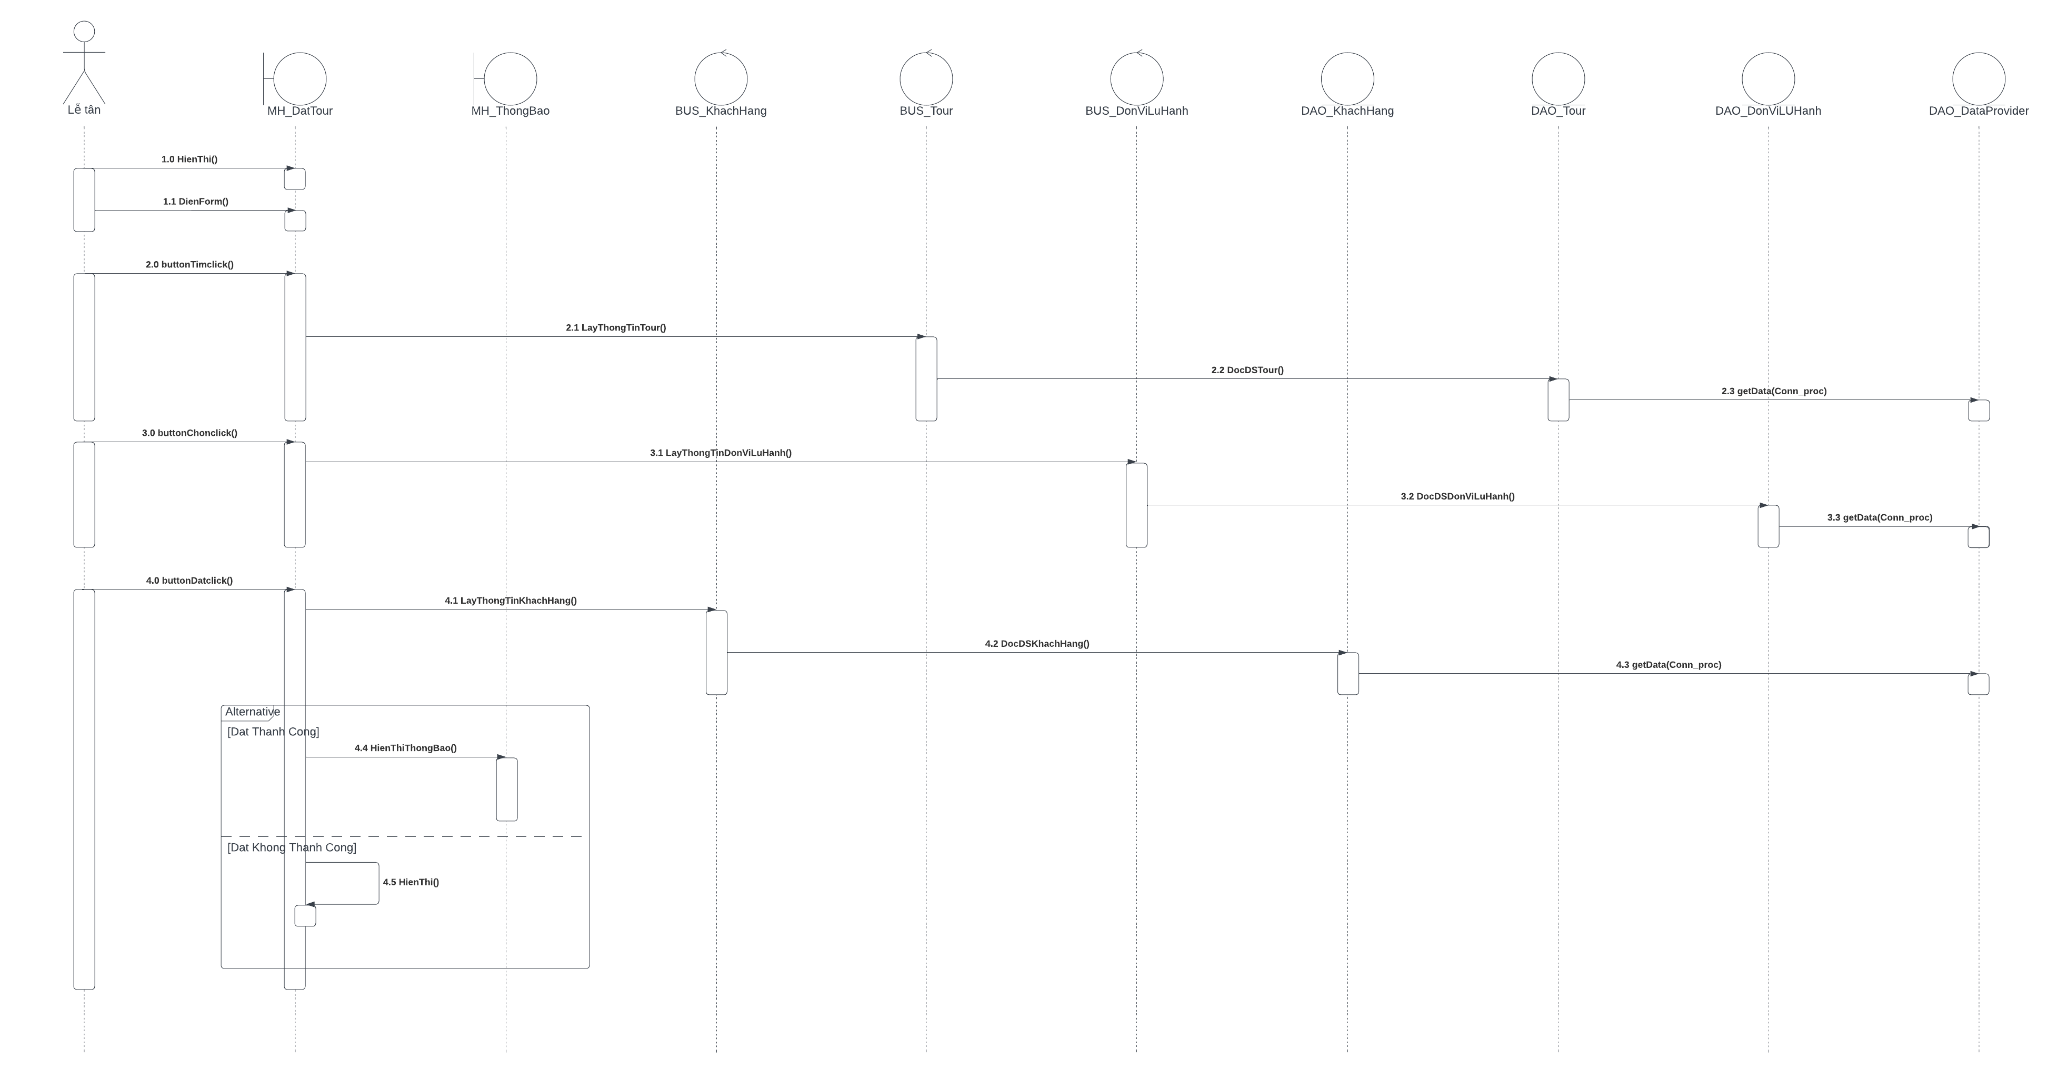 Lễ tân
MH_DatTour
MH_ThongBao
BUS_KhachHang
BUS_Tour
BUS_DonViLuHanh
DAO_KhachHang
DAO_Tour
DAO_DonViLUHanh
DAO_DataProvider
1.0 HienThi()
1.1 DienForm()
2.0 buttonTimclick()
2.1 LayThongTinTour()
2.2 DocDSTour()
2.3 getData(Conn_proc)
3.0 buttonChonclick()
3.1 LayThongTinDonViLuHanh()
3.2 DocDSDonViLuHanh()
3.3 getData(Conn_proc)
4.0 buttonDatclick()
4.1 LayThongTinKhachHang()
4.2 DocDSKhachHang()
4.3 getData(Conn_proc)
Alternative
[Dat Thanh Cong]
4.4 HienThiThongBao()
[Dat Khong Thanh Cong]
4.5 HienThi()